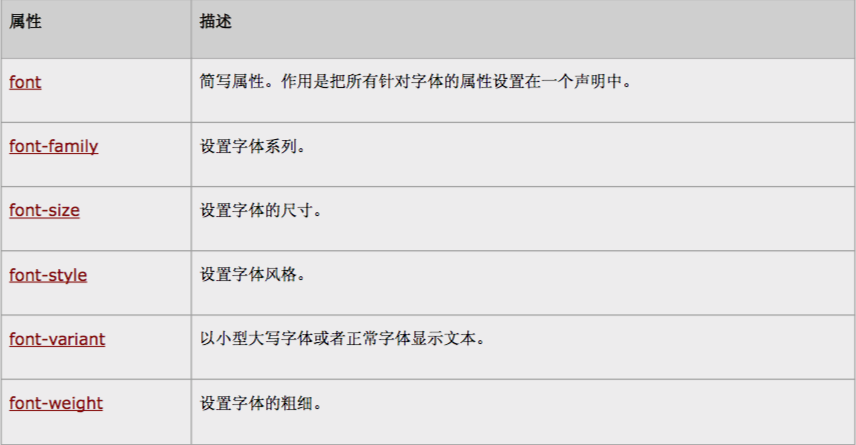 属性 描述
font 简写属性。作用是把所有针对字体的属性设置在一个声明中。
font-family 设置字体系列。
font-size 设置字体的尺寸。
font-style 设置字体风格。
font-variant 以小型大写字体或者正常字体显示文本。
font-weight 设置字体的粗细。